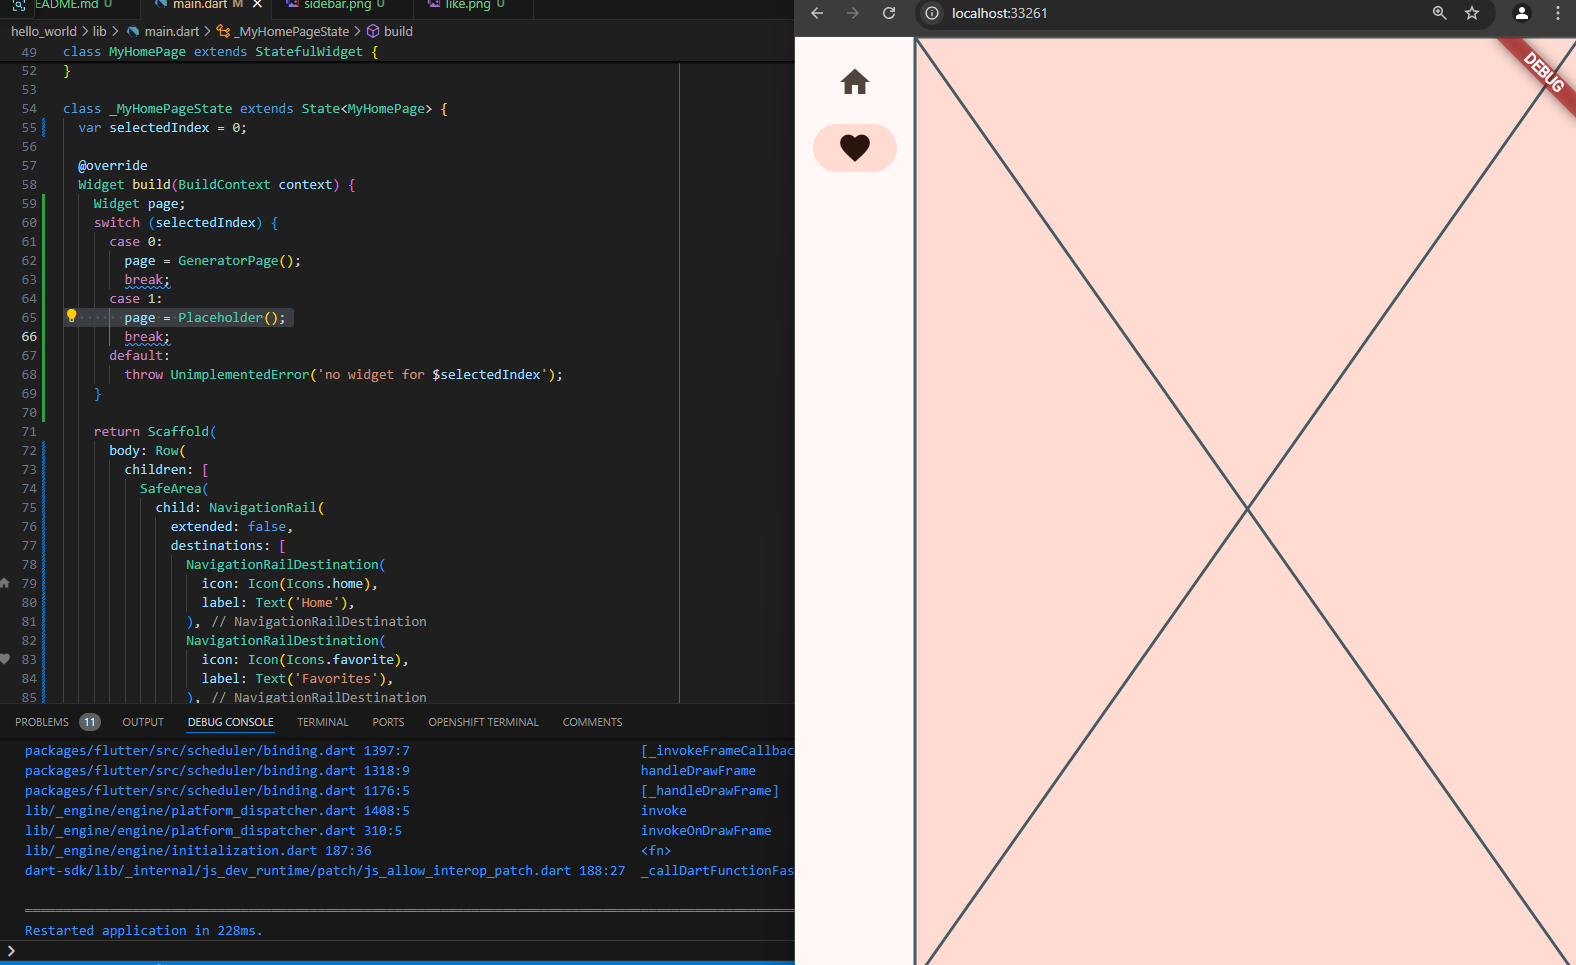 EADME.md U
main.dart M
sidebar.png U
like.png U
hello_world > lib > main.dart > _MyHomePageState > build
49 class MyHomePage extends StatefulWidget {
52 }
53
54 class _MyHomePageState extends State<MyHomePage> {
55 var selectedIndex = 0;
56
57 @override
58 Widget build(BuildContext context) {
59 Widget page;
60 switch (selectedIndex) {
61 case 0:
62 page = GeneratorPage();
63 break;
64 case 1:
65 page = Placeholder();
66 break;
67 default:
68 throw UnimplementedError('no widget for $selectedIndex');
69 }
70
71 return Scaffold(
72 body: Row(
73 children: [
74 SafeArea(
75 child: NavigationRail(
76 extended: false,
77 destinations: [
78 NavigationRailDestination(
79 icon: Icon(Icons.home),
80 label: Text('Home'),
81 ), // NavigationRailDestination
82 NavigationRailDestination(
83 icon: Icon(Icons.favorite),
84 label: Text('Favorites'),
85 ), // NavigationRailDestination
PROBLEMS 11 OUTPUT DEBUG CONSOLE TERMINAL PORTS OPENSHIFT TERMINAL COMMENTS
packages/flutter/src/scheduler/binding.dart 1397:7 [_invokeFrameCallbac
packages/flutter/src/scheduler/binding.dart 1318:9 handleDrawFrame
packages/flutter/src/scheduler/binding.dart 1176:5 [_handleDrawFrame]
lib/_engine/engine/platform_dispatcher.dart 1408:5 invoke
lib/_engine/engine/platform_dispatcher.dart 310:5 invokeOnDrawFrame
lib/_engine/engine/initialization.dart 187:36 <fn>
dart-sdk/lib/_internal/js_dev_runtime/patch/js_allow_interop_patch.dart 188:27 _callDartFunctionFas
Restarted application in 228ms.
localhost:33261
DEBUG